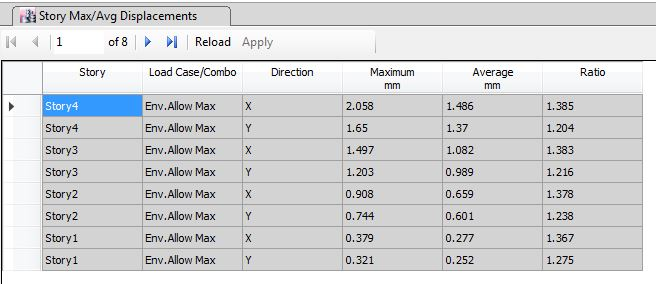 Story Max/Avg Displacements
1 of 8 Reload Apply
Story Load Case/Combo Direction Maximum mm Average mm Ratio
Story4 Env.Allow Max X 2.058 1.486 1.385
Story4 Env.Allow Max Y 1.65 1.37 1.204
Story3 Env.Allow Max X 1.497 1.082 1.383
Story3 Env.Allow Max Y 1.203 0.989 1.216
Story2 Env.Allow Max X 0.908 0.659 1.378
Story2 Env.Allow Max Y 0.744 0.601 1.238
Story1 Env.Allow Max X 0.379 0.277 1.367
Story1 Env.Allow Max Y 0.321 0.252 1.275